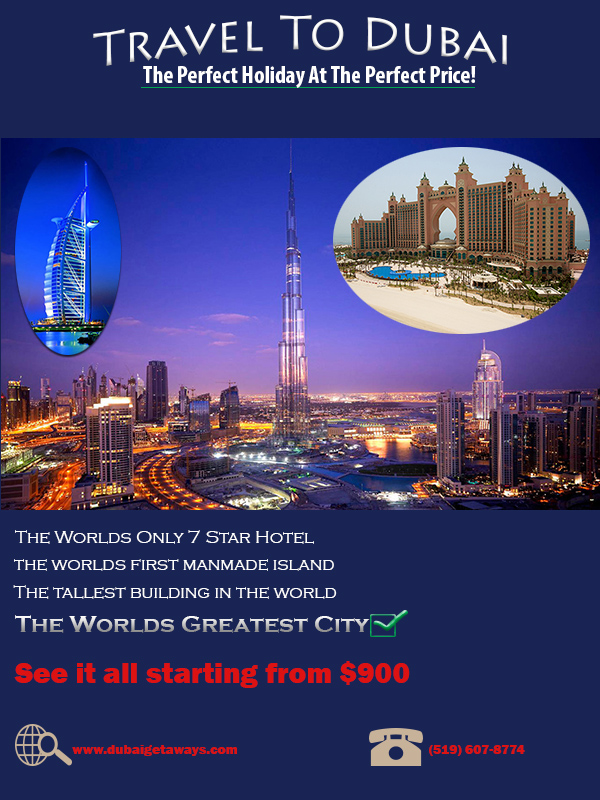 Travel To Dubai
The Perfect Holiday At The Perfect Price!
The Worlds Only 7 Star Hotel
the worlds first manmade island
The tallest building in the world
The Worlds Greatest City
See it all starting from $900
www.dubaigetaways.com
(519) 607-8774